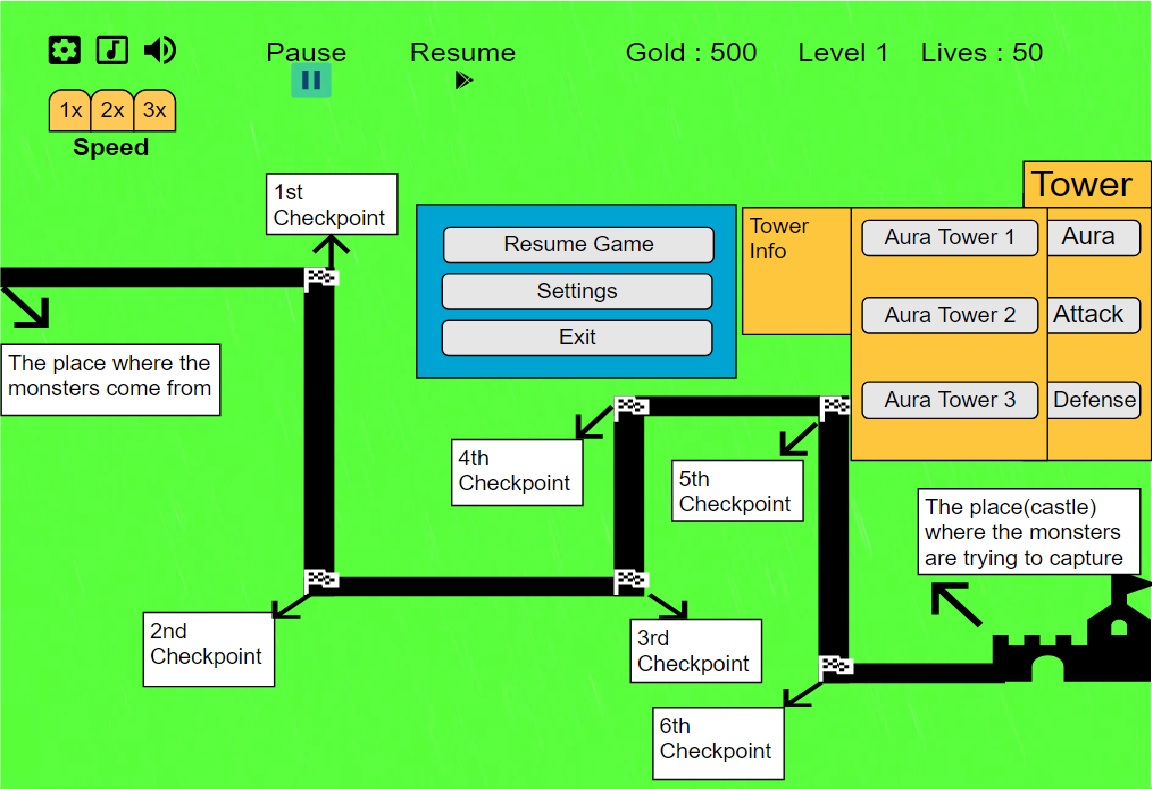 Pause
Resume
Gold : 500
Level 1
Lives : 50
1x
2x
3x
Speed
1st
Checkpoint
Tower
Resume Game
Settings
Exit
Tower
Info
Aura Tower 1
Aura
Aura Tower 2
Attack
Aura Tower 3
Defense
The place where the
monsters come from
4th
Checkpoint
5th
Checkpoint
The place(castle)
where the monsters
are trying to capture
2nd
Checkpoint
3rd
Checkpoint
6th
Checkpoint